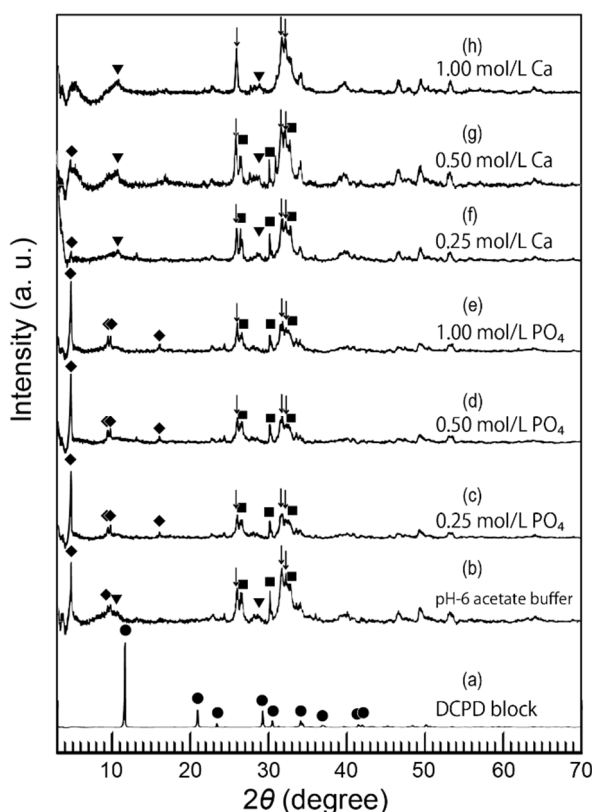 (h)
1.00 mol/L Ca
(g)
0.50 mol/L Ca
(f)
0.25 mol/L Ca
(e)
1.00 mol/L PO₄
(d)
0.50 mol/L PO₄
(c)
0.25 mol/L PO₄
(b)
pH-6 acetate buffer
(a)
DCPD block
Intensity (a. u.)
10 20 30 40 50 60 70
2θ (degree)